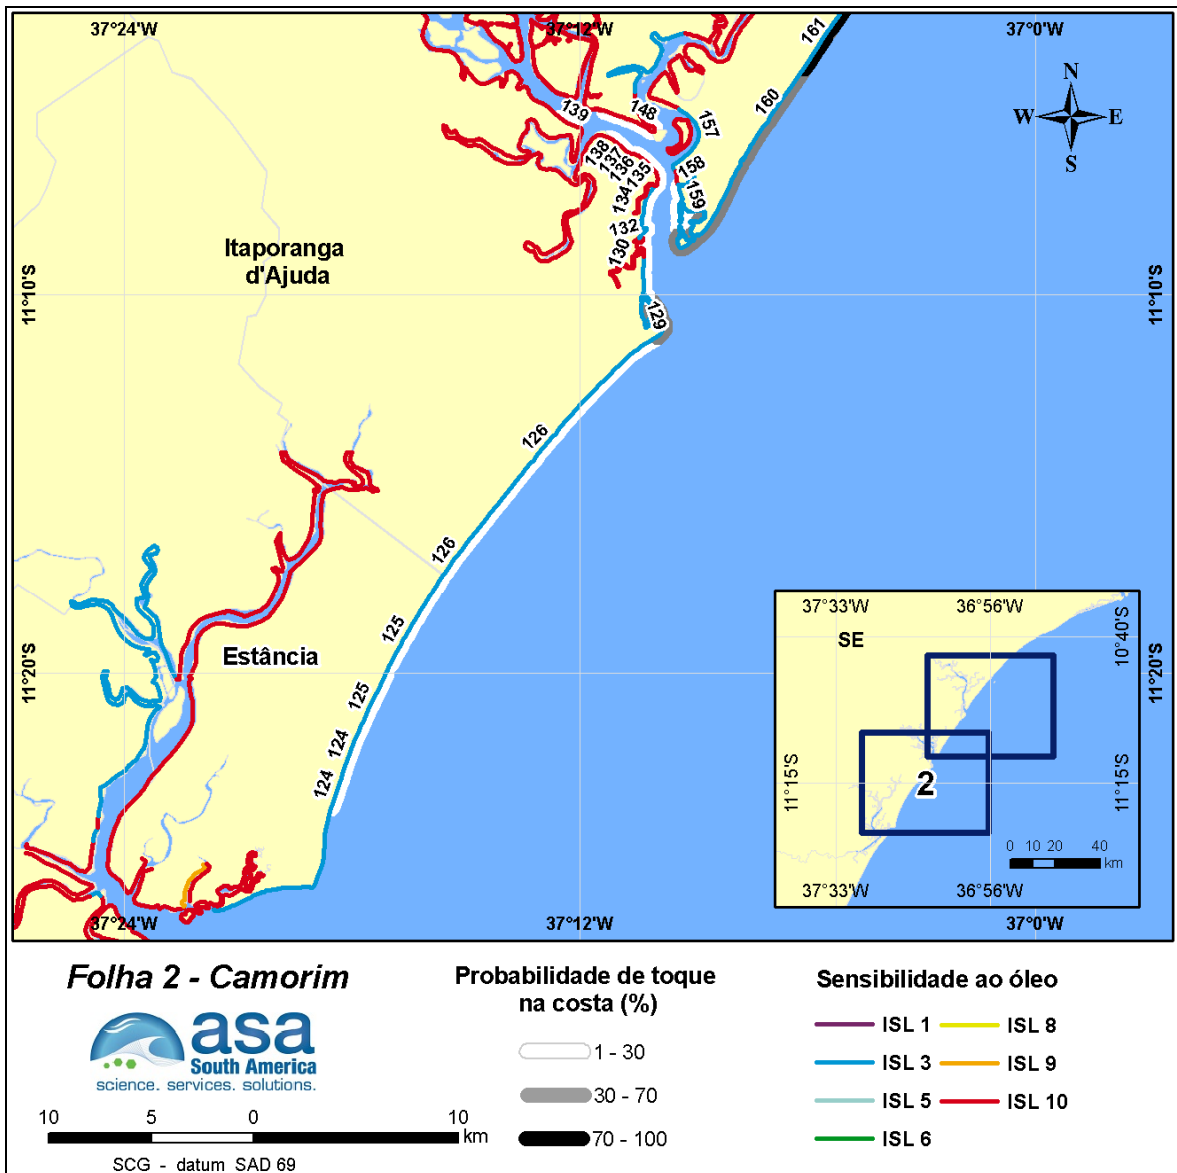 37°24'W
37°12'W
37°0'W
161
160
N
W E
S
139
148
157
138
137
136
135
134
158
159
132
130
129
Itaporanga
d'Ajuda
11°10'S
11°10'S
126
126
125
125
124
124
Estância
11°20'S
11°20'S
37°33'W
36°56'W
SE
10°40'S
11°15'S
2
11°15'S
0 10 20 40
km
37°33'W
36°56'W
37°24'W
37°12'W
37°0'W
Folha 2 - Camorim
asa
South America
science. services. solutions.
10 5 0 10
km
SCG - datum SAD 69
Probabilidade de toque
na costa (%)
1 - 30
30 - 70
70 - 100
Sensibilidade ao óleo
ISL 1
ISL 8
ISL 3
ISL 9
ISL 5
ISL 10
ISL 6